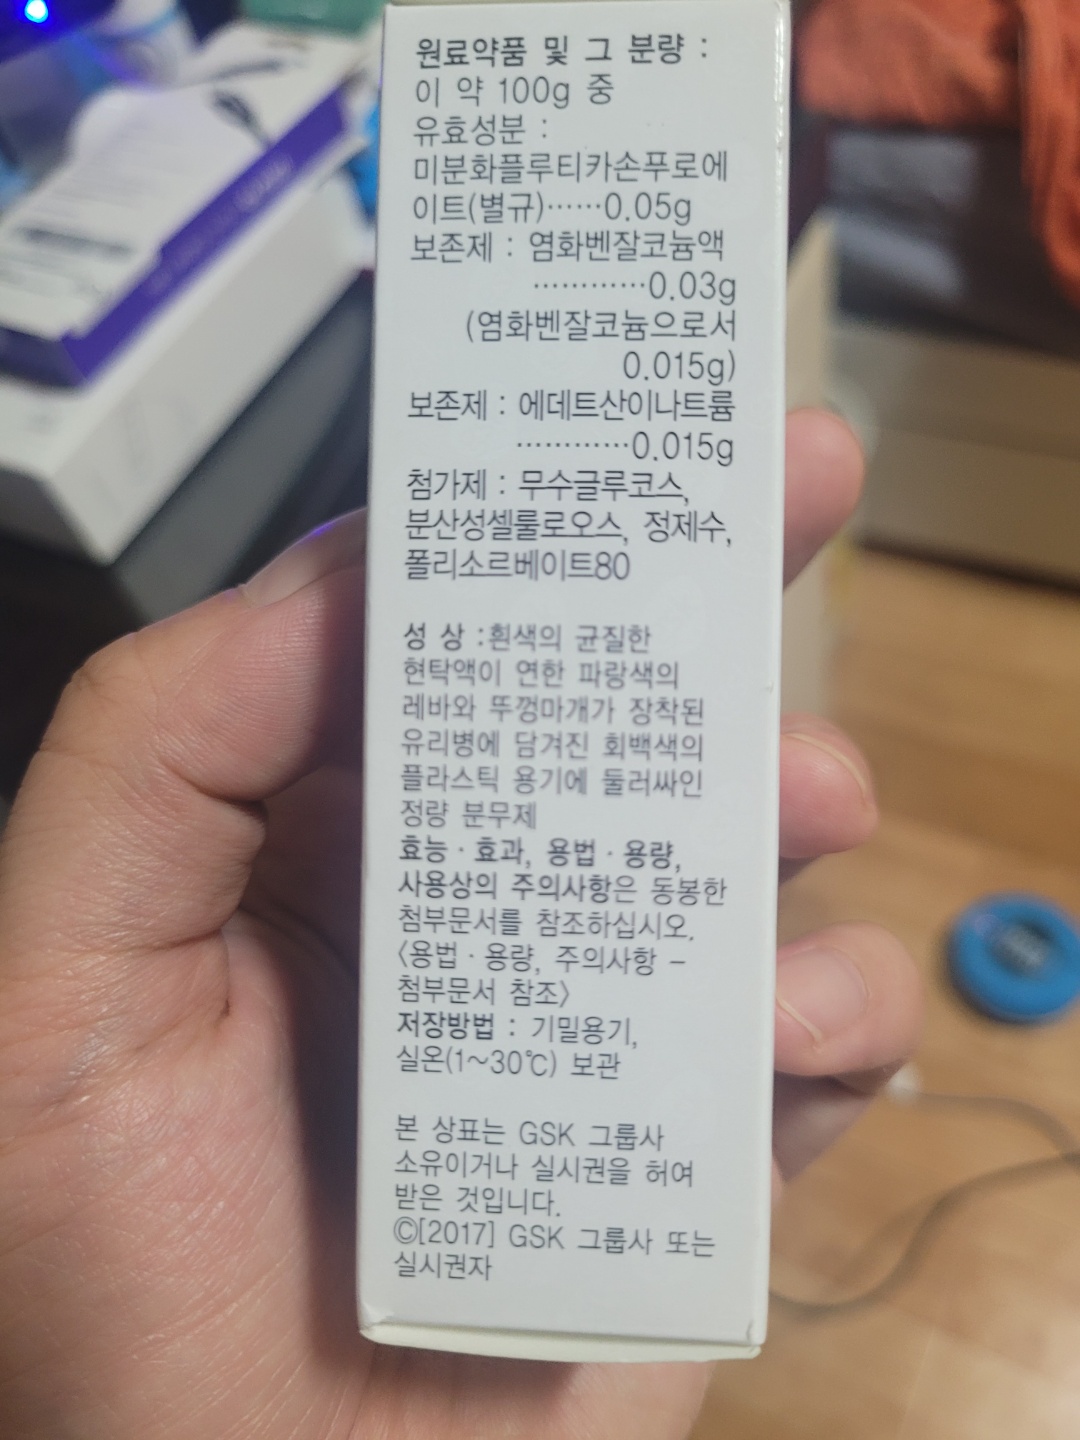 원료약품 및 그 분량 :
이 약 100g 중
유효성분 :
미분화플루티카손푸로에
이트(별규)······0.05g
보존제 : 염화벤잘코늄액
············0.03g
(염화벤잘코늄으로서
0.015g)
보존제 : 에데트산이나트륨
············0.015g
첨가제 : 무수글루코스,
분산성셀룰로오스, 정제수,
폴리소르베이트80
성 상 :흰색의 균질한
현탁액이 연한 파랑색의
레바와 뚜껑마개가 장착된
유리병에 담겨진 회백색의
플라스틱 용기에 둘러싸인
정량 분무제
효능 · 효과, 용법 · 용량,
사용상의 주의사항은 동봉한
첨부문서를 참조하십시오.
〈용법 · 용량, 주의사항 –
첨부문서 참조〉
저장방법 : 기밀용기,
실온(1~30℃) 보관
본 상표는 GSK 그룹사
소유이거나 실시권을 허여
받은 것입니다.
©[2017] GSK 그룹사 또는
실시권자